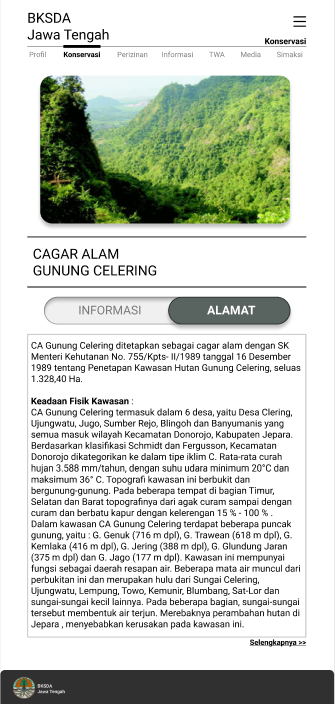 BKSDA
Jawa Tengah
Konservasi
Profil Konservasi Perizinan Informasi TWA Media Simaksi
CAGAR ALAM
GUNUNG CELERING
INFORMASI ALAMAT
CA Gunung Celering ditetapkan sebagai cagar alam dengan SK
Menteri Kehutanan No. 755/Kpts- II/1989 tanggal 16 Desember
1989 tentang Penetapan Kawasan Hutan Gunung Celering, seluas
1.328,40 Ha.
Keadaan Fisik Kawasan :
CA Gunung Celering termasuk dalam 6 desa, yaitu Desa Clering,
Ujungwatu, Jugo, Sumber Rejo, Blingoh dan Banyumanis yang
semua masuk wilayah Kecamatan Donorojo, Kabupaten Jepara.
Berdasarkan klasifikasi Schmidt dan Fergusson, Kecamatan
Donorojo dikategorikan ke dalam tipe iklim C. Rata-rata curah
hujan 3.588 mm/tahun, dengan suhu udara minimum 20°C dan
maksimum 36° C. Topografi kawasan ini berbukit dan
bergunung-gunung. Pada beberapa tempat di bagian Timur,
Selatan dan Barat topografinya dari agak curam sampai dengan
curam dan berbatu kapur dengan kelerengan 15 % - 100 % .
Dalam kawasan CA Gunung Celering terdapat beberapa puncak
gunung, yaitu : G. Genuk (716 m dpl), G. Trawean (618 m dpl), G.
Kemlaka (416 m dpl), G. Jering (388 m dpl), G. Glundung Jaran
(375 m dpl) dan G. Jago (177 m dpl). Kawasan ini mempunyai
fungsi sebagai daerah resapan air. Beberapa mata air muncul dari
perbukitan ini dan merupakan hulu dari Sungai Celering,
Ujungwatu, Lempung, Towo, Kemunir, Blumbang, Sat-Lor dan
sungai-sungai kecil lainnya. Pada beberapa bagian, sungai-sungai
tersebut membentuk air terjun. Merebaknya perambahan hutan di
Jepara , menyebabkan kerusakan pada kawasan ini.
Selengkapnya >>
BKSDA
Jawa Tengah